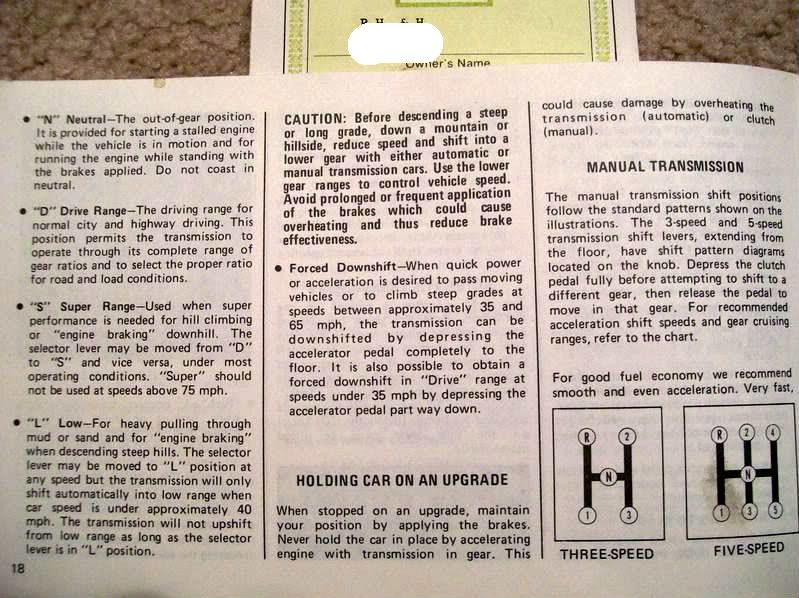 R H & H
Owner's Name
• "N" Neutral—The out-of-gear position.
It is provided for starting a stalled engine
while the vehicle is in motion and for
running the engine while standing with
the brakes applied. Do not coast in
neutral.
• "D" Drive Range—The driving range for
normal city and highway driving. This
position permits the transmission to
operate through its complete range of
gear ratios and to select the proper ratio
for road and load conditions.
• "S" Super Range—Used when super
performance is needed for hill climbing
or "engine braking" downhill. The
selector lever may be moved from "D"
to "S" and vice versa, under most
operating conditions. "Super" should
not be used at speeds above 75 mph.
• "L" Low—For heavy pulling through
mud or sand and for "engine braking"
when descending steep hills. The selector
lever may be moved to "L" position at
any speed but the transmission will only
shift automatically into low range when
car speed is under approximately 40
mph. The transmission will not upshift
from low range as long as the selector
lever is in "L" position.
18
CAUTION: Before descending a steep
or long grade, down a mountain or
hillside, reduce speed and shift into a
lower gear with either automatic or
manual transmission cars. Use the lower
gear ranges to control vehicle speed.
Avoid prolonged or frequent application
of the brakes which could cause
overheating and thus reduce brake
effectiveness.
• Forced Downshift—When quick power
or acceleration is desired to pass moving
vehicles or to climb steep grades at
speeds between approximately 35 and
65 mph, the transmission can be
downshifted by depressing the
accelerator pedal completely to the
floor. It is also possible to obtain a
forced downshift in "Drive" range at
speeds under 35 mph by depressing the
accelerator pedal part way down.
HOLDING CAR ON AN UPGRADE
When stopped on an upgrade, maintain
your position by applying the brakes.
Never hold the car in place by accelerating
engine with transmission in gear. This
could cause damage by overheating the
transmission (automatic) or clutch
(manual).
MANUAL TRANSMISSION
The manual transmission shift positions
follow the standard patterns shown on the
illustrations. The 3-speed and 5-speed
transmission shift levers, extending from
the floor, have shift pattern diagrams
located on the knob. Depress the clutch
pedal fully before attempting to shift to a
different gear, then release the pedal to
move in that gear. For recommended
acceleration shift speeds and gear cruising
ranges, refer to the chart.
For good fuel economy we recommend
smooth and even acceleration. Very fast,
R 2
N
1 3
THREE-SPEED
R 2 4
N
1 3 5
FIVE-SPEED